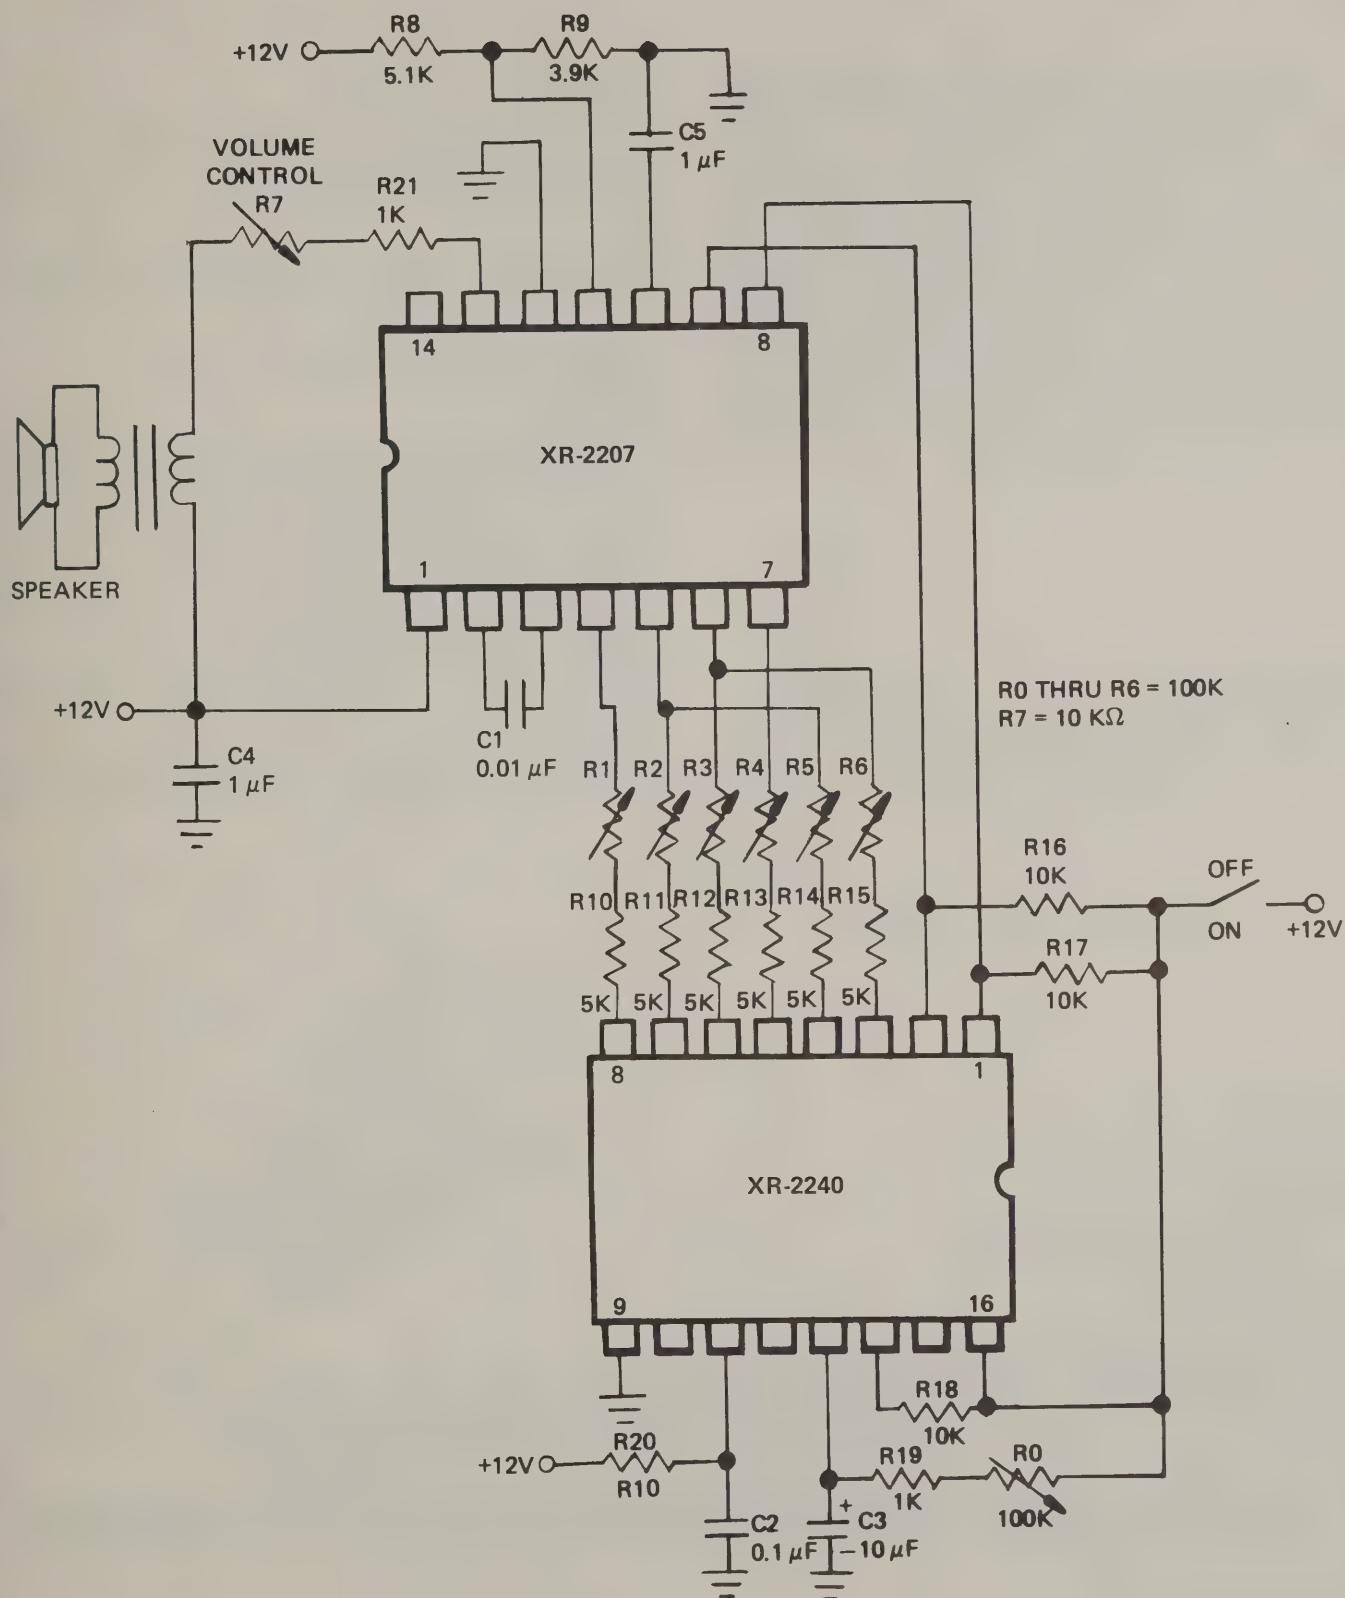 R8
R9
+12V
5.1K
3.9K
C5
1 µF
VOLUME
CONTROL
R7
R21
1K
14
8
XR-2207
1
7
SPEAKER
+12V
C4
1 µF
C1
0.01 µF
R0 THRU R6 = 100K
R7 = 10 KΩ
R1 R2 R3 R4 R5 R6
R10 R11 R12 R13 R14 R15
5K 5K 5K 5K 5K 5K
R16
10K
OFF
ON
+12V
R17
10K
8
1
XR-2240
9
16
R18
10K
+12V
R20
R10
R19
1K
R0
100K
C2
0.1 µF
+
C3
–10 µF